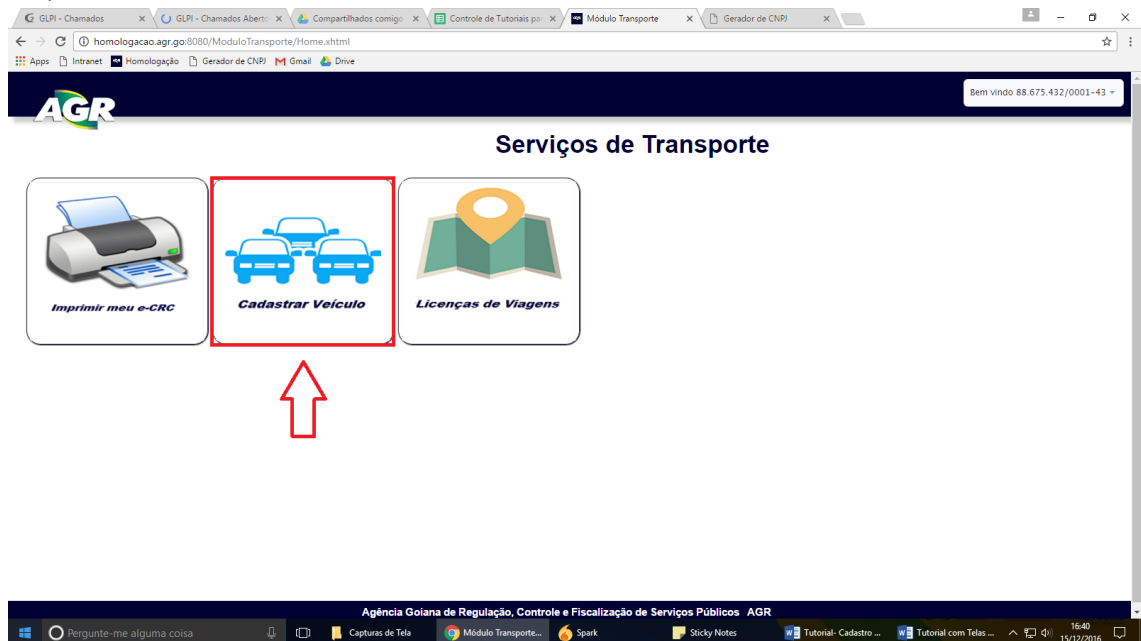 GLPI - Chamados
GLPI - Chamados Aberto
Compartilhados comigo
Controle de Tutoriais par
Módulo Transporte
Gerador de CNPJ
homologacao.agr.go:8080/ModuloTransporte/Home.xhtml
Apps
Intranet
Homologação
Gerador de CNPJ
Gmail
Drive
AGR
Bem vindo 88.675.432/0001-43
Serviços de Transporte
Imprimir meu e-CRC
Cadastrar Veículo
Licenças de Viagens
Agência Goiana de Regulação, Controle e Fiscalização de Serviços Públicos AGR
Pergunte-me alguma coisa
Capturas de Tela
Módulo Transporte...
Spark
Sticky Notes
Tutorial- Cadastro ...
Tutorial com Telas ...
16:40
15/12/2016